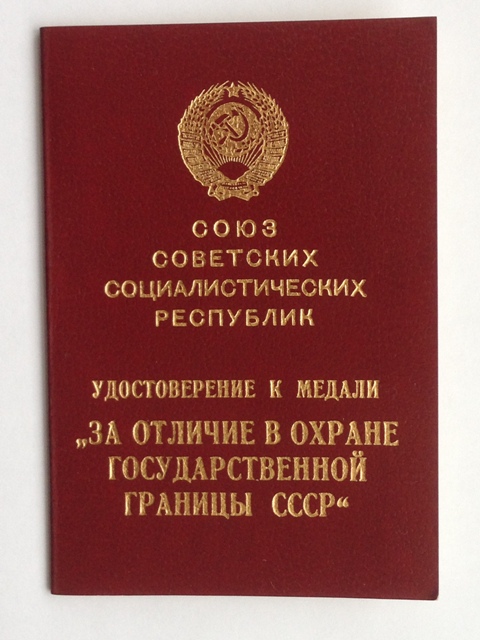 СОЮЗ
СОВЕТСКИХ
СОЦИАЛИСТИЧЕСКИХ
РЕСПУБЛИК
УДОСТОВЕРЕНИЕ К МЕДАЛИ
„ЗА ОТЛИЧИЕ В ОХРАНЕ
ГОСУДАРСТВЕННОЙ
ГРАНИЦЫ СССР“